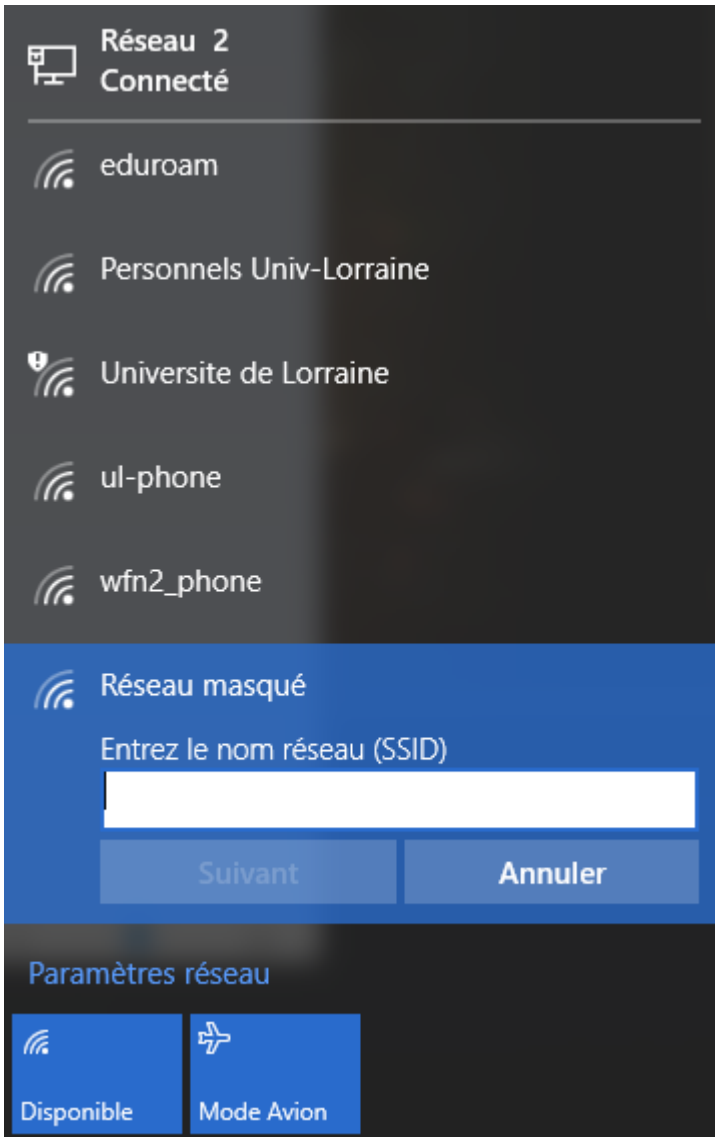 Réseau 2
Connecté
eduroam
Personnels Univ-Lorraine
Universite de Lorraine
ul-phone
wfn2_phone
Réseau masqué
Entrez le nom réseau (SSID)
Suivant Annuler
Paramètres réseau
Disponible Mode Avion